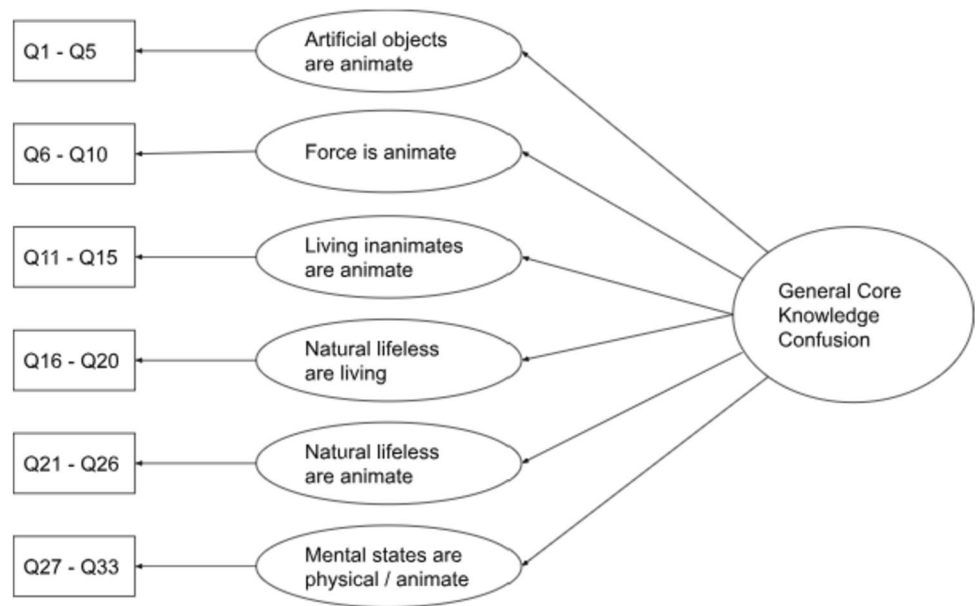 Q1 - Q5
Artificial objects
are animate
Q6 - Q10
Force is animate
Q11 - Q15
Living inanimates
are animate
General Core
Knowledge
Confusion
Q16 - Q20
Natural lifeless
are living
Q21 - Q26
Natural lifeless
are animate
Q27 - Q33
Mental states are
physical / animate